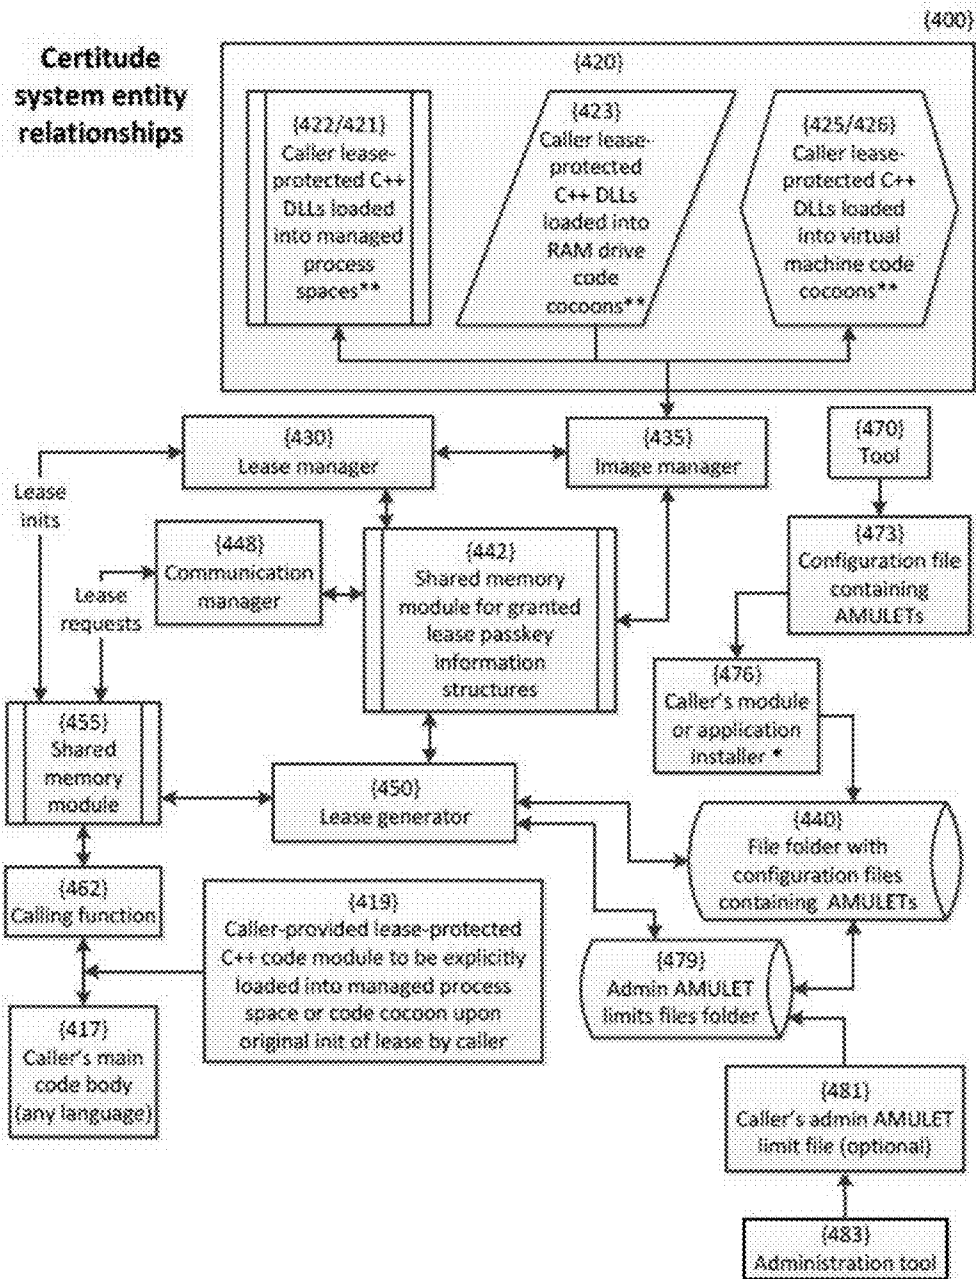 {400}
Certitude
system entity
relationships
{420}
{422/421}
Caller lease-
protected C++
DLLs loaded
into managed
process
spaces**
{423}
Caller lease-
protected
C++ DLLs
loaded into
RAM drive
code
cocoons**
{425/426}
Caller lease-
protected C++
DLLs loaded
into virtual
machine code
cocoons**
{430}
Lease manager
{435}
Image manager
{470}
Tool
Lease
inits
{448}
Communication
manager
Lease
requests
{442}
Shared memory
module for granted
lease passkey
information
structures
{473}
Configuration file
containing
AMULETs
{476}
Caller's module
or application
installer *
{455}
Shared
memory
module
{450}
Lease generator
{440}
File folder with
configuration files
containing AMULETs
{462}
Calling function
{419}
Caller-provided lease-protected
C++ code module to be explicitly
loaded into managed process
space or code cocoon upon
original init of lease by caller
{479}
Admin AMULET
limits files folder
{417}
Caller's main
code body
(any language)
{481}
Caller's admin AMULET
limit file (optional)
{483}
Administration tool